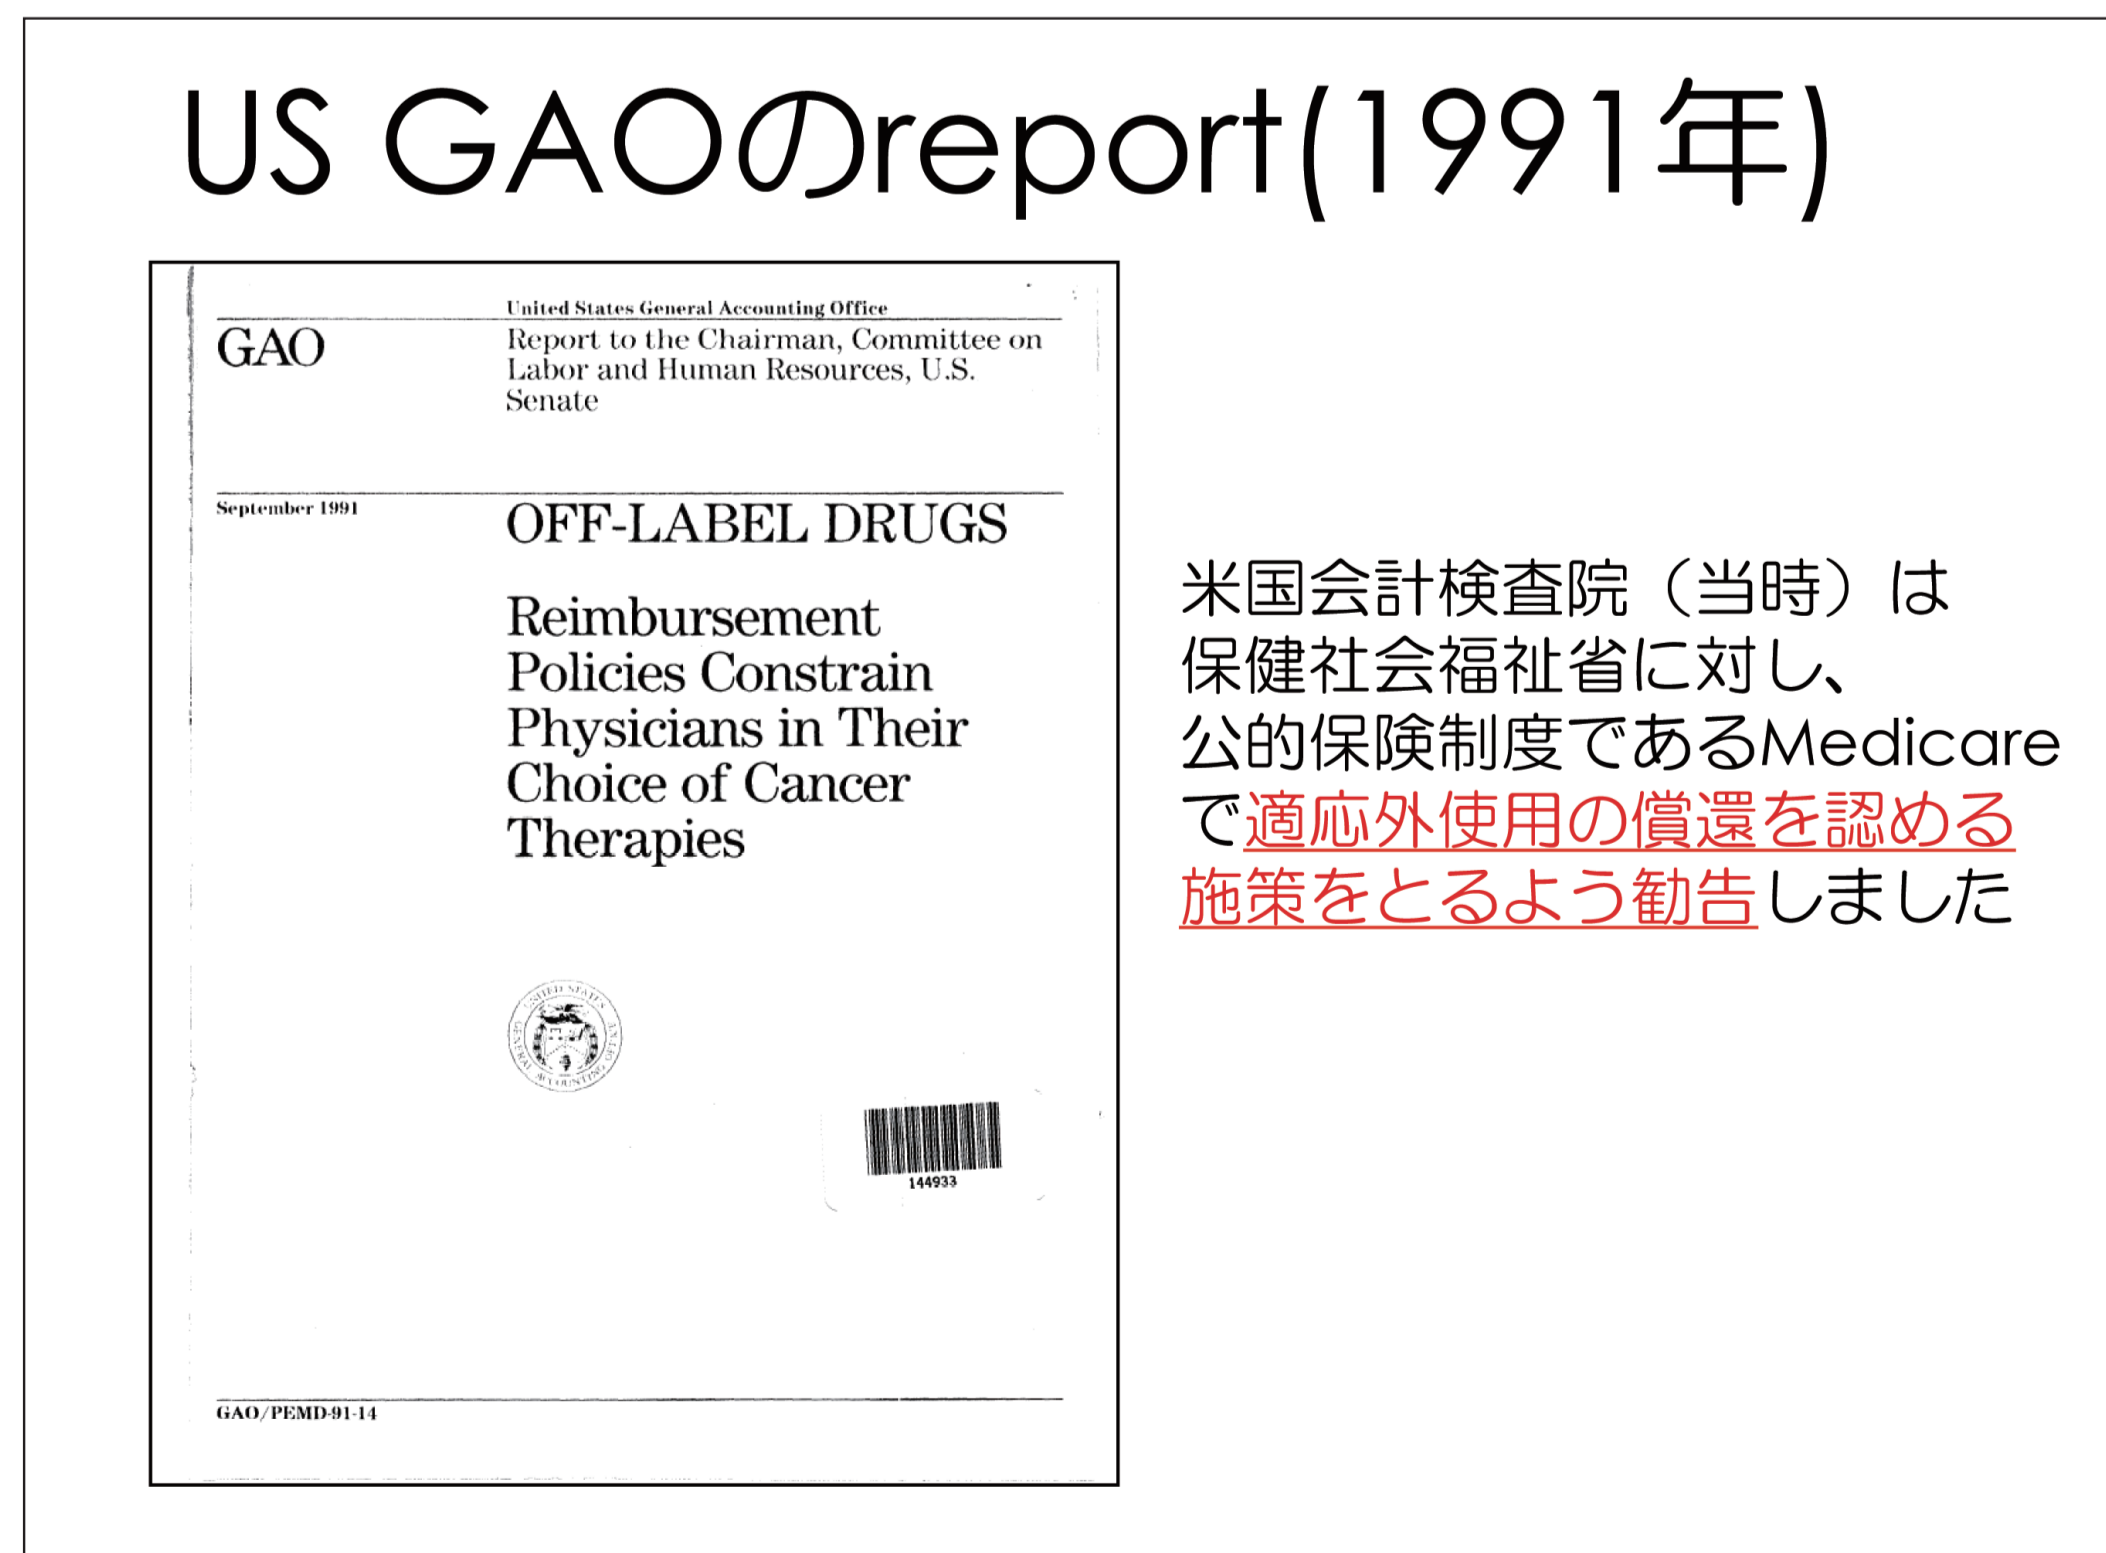 US GAOのreport(1991年)
United States General Accounting Office
GAO
Report to the Chairman, Committee on
Labor and Human Resources, U.S.
Senate
September 1991
OFF-LABEL DRUGS
Reimbursement
Policies Constrain
Physicians in Their
Choice of Cancer
Therapies
UNITED STATES
GENERAL ACCOUNTING OFFICE
144933
GAO/PEMD-91-14
米国会計検査院（当時）は
保健社会福祉省に対し、
公的保険制度であるMedicare
で適応外使用の償還を認める
施策をとるよう勧告しました